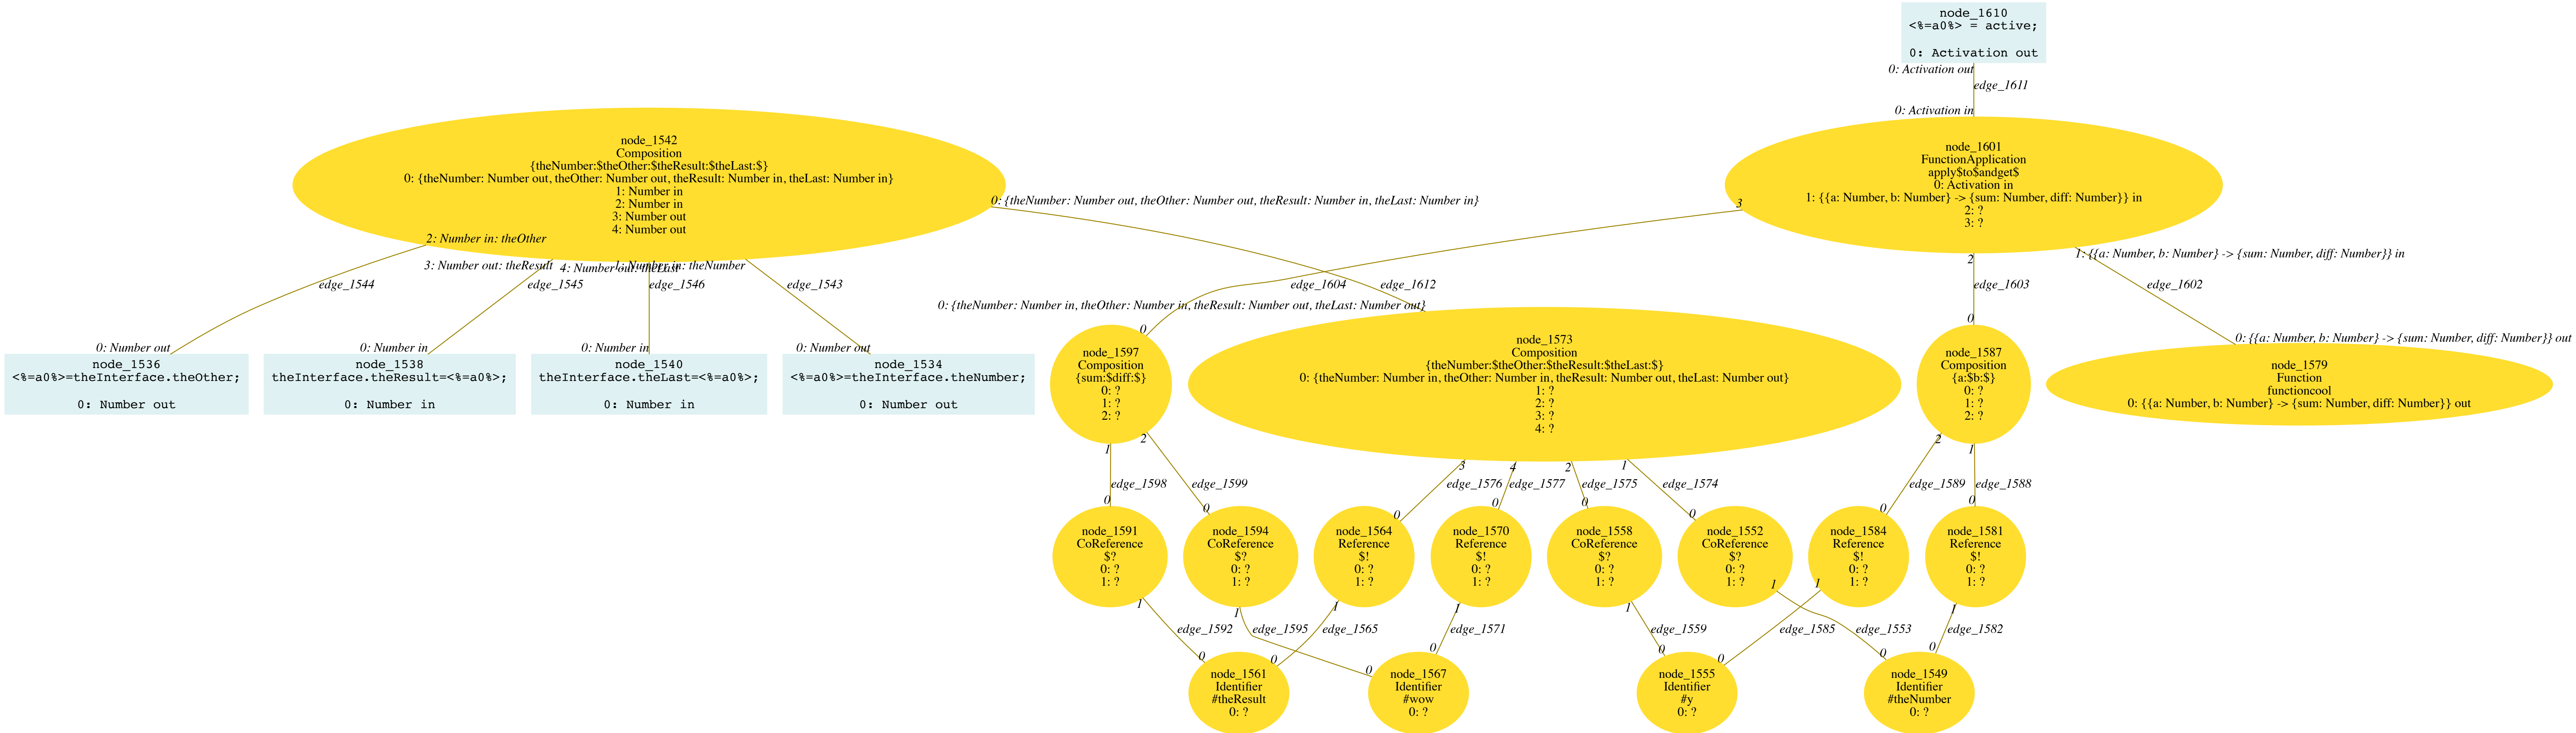 node_1610
<%=a0%> = active;
0: Activation out
0: Activation out
edge_1611
0: Activation in
node_1542
Composition
{theNumber:$theOther:$theResult:$theLast:$}
0: {theNumber: Number out, theOther: Number out, theResult: Number in, theLast: Number in}
1: Number in
2: Number in
3: Number out
4: Number out
node_1601
FunctionApplication
apply$to$andget$
0: Activation in
1: {{a: Number, b: Number} -> {sum: Number, diff: Number}} in
2: ?
3: ?
0: {theNumber: Number out, theOther: Number out, theResult: Number in, theLast: Number in}
3
2: Number in: theOther
3: Number out: theResult
4: Number out: theLast
1: Number in: theNumber
2
1: {{a: Number, b: Number} -> {sum: Number, diff: Number}} in
edge_1544
edge_1545
edge_1546
edge_1543
edge_1604
edge_1612
edge_1603
edge_1602
0: {theNumber: Number in, theOther: Number in, theResult: Number out, theLast: Number out}
0: Number out
0: Number in
0: Number in
0: Number out
0
0
0: {{a: Number, b: Number} -> {sum: Number, diff: Number}} out
node_1536
<%=a0%>=theInterface.theOther;
0: Number out
node_1538
theInterface.theResult=<%=a0%>;
0: Number in
node_1540
theInterface.theLast=<%=a0%>;
0: Number in
node_1534
<%=a0%>=theInterface.theNumber;
0: Number out
node_1597
Composition
{sum:$diff:$}
0: ?
1: ?
2: ?
node_1573
Composition
{theNumber:$theOther:$theResult:$theLast:$}
0: {theNumber: Number in, theOther: Number in, theResult: Number out, theLast: Number out}
1: ?
2: ?
3: ?
4: ?
node_1587
Composition
{a:$b:$}
0: ?
1: ?
2: ?
node_1579
Function
functioncool
0: {{a: Number, b: Number} -> {sum: Number, diff: Number}} out
1
2
3
4
2
1
2
1
edge_1598
edge_1599
edge_1576
edge_1577
edge_1575
edge_1574
edge_1589
edge_1588
0
0
0
0
0
0
0
0
node_1591
CoReference
$?
0: ?
1: ?
node_1594
CoReference
$?
0: ?
1: ?
node_1564
Reference
$!
0: ?
1: ?
node_1570
Reference
$!
0: ?
1: ?
node_1558
CoReference
$?
0: ?
1: ?
node_1552
CoReference
$?
0: ?
1: ?
node_1584
Reference
$!
0: ?
1: ?
node_1581
Reference
$!
0: ?
1: ?
1
1
1
1
1
1
1
1
edge_1592
edge_1595
edge_1565
edge_1571
edge_1559
edge_1585
edge_1553
edge_1582
0
0
0
0
0
0
0
0
node_1561
Identifier
#theResult
0: ?
node_1567
Identifier
#wow
0: ?
node_1555
Identifier
#y
0: ?
node_1549
Identifier
#theNumber
0: ?